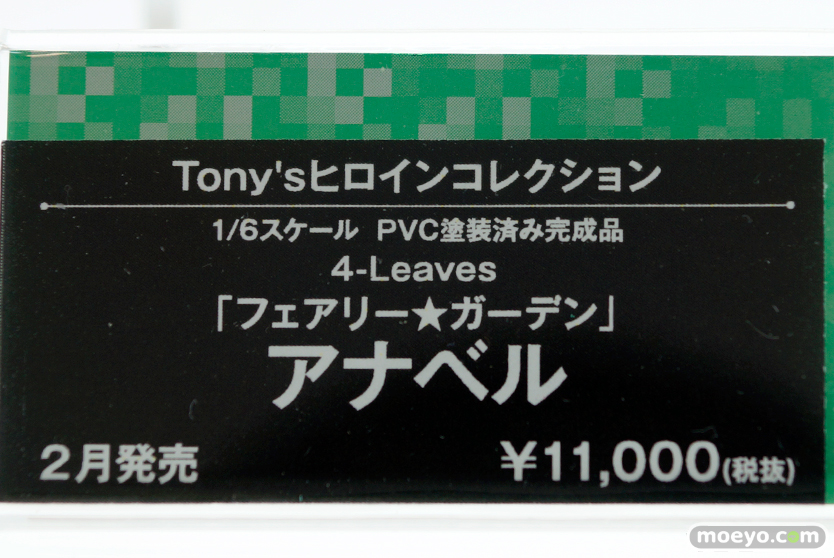 Tony'sヒロインコレクション
1/6スケール PVC塗装済み完成品
4-Leaves
「フェアリー★ガーデン」
アナベル
2月発売 ¥11,000(税抜)
moeyo.com